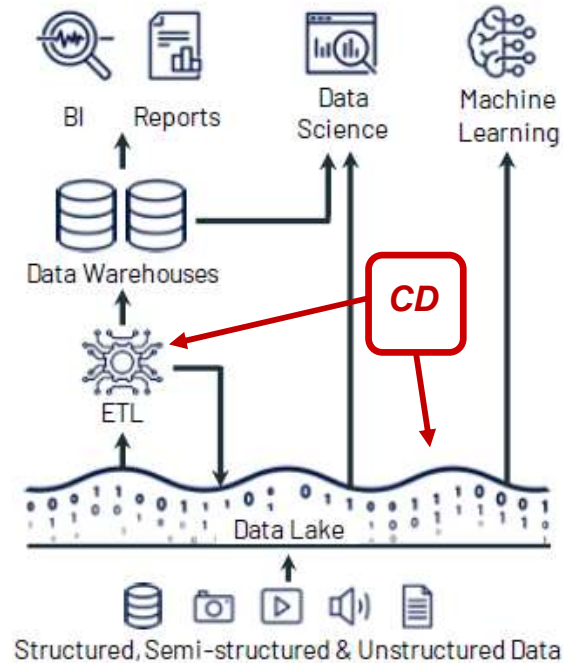 BI
Reports
Data
Science
Machine
Learning
Data Warehouses
CD
ETL
Data Lake
Structured, Semi-structured & Unstructured Data